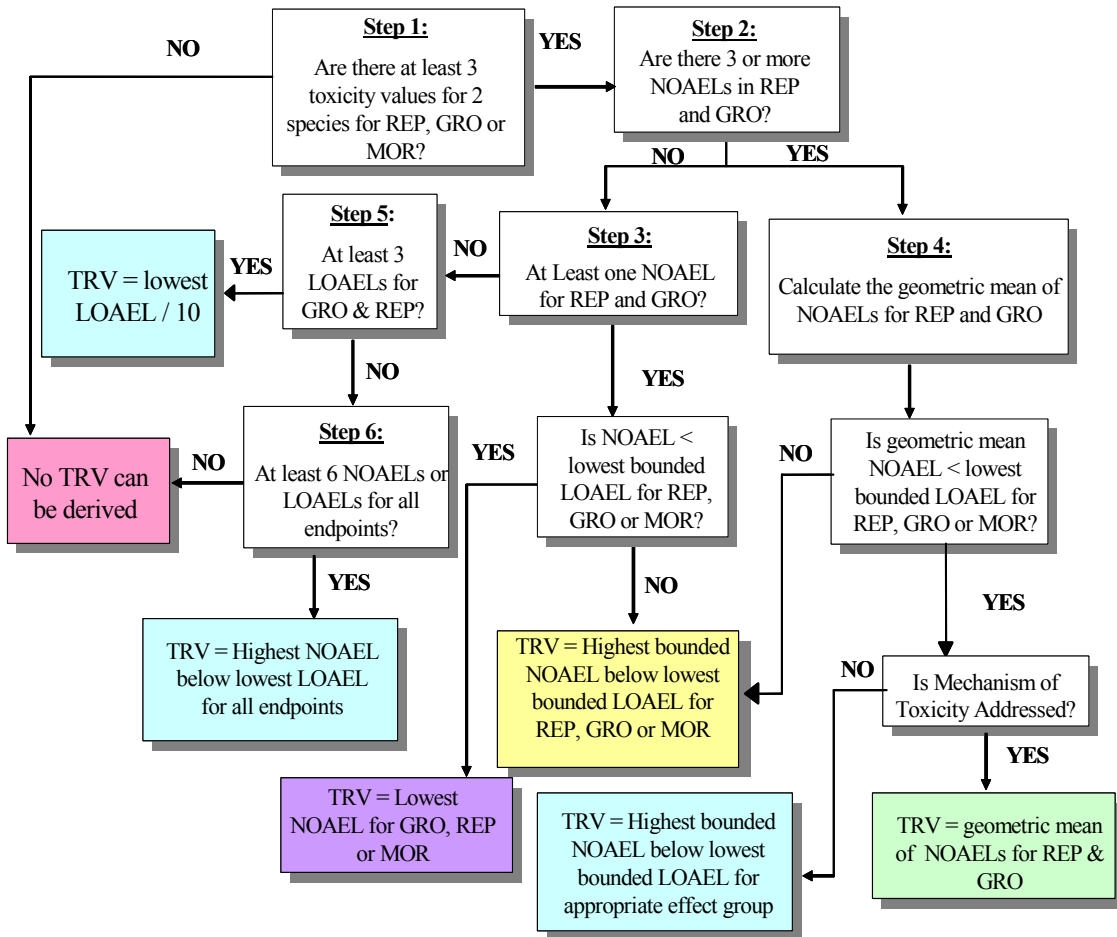 Step 1:
Are there at least 3
toxicity values for 2
species for REP, GRO or
MOR?
NO
YES
Step 2:
Are there 3 or more
NOAELs in REP
and GRO?
NO
YES
Step 5:
At least 3
LOAELs for
GRO & REP?
YES
TRV = lowest
LOAEL / 10
NO
Step 3:
At Least one NOAEL
for REP and GRO?
Step 4:
Calculate the geometric mean of
NOAELs for REP and GRO
NO
YES
Step 6:
At least 6 NOAELs or
LOAELs for all
endpoints?
NO
No TRV can
be derived
YES
Is NOAEL <
lowest bounded
LOAEL for REP,
GRO or MOR?
NO
Is geometric mean
NOAEL < lowest
bounded LOAEL for
REP, GRO or MOR?
YES
NO
YES
TRV = Highest NOAEL
below lowest LOAEL
for all endpoints
TRV = Highest bounded
NOAEL below lowest
bounded LOAEL for
REP, GRO or MOR
NO
Is Mechanism of
Toxicity Addressed?
YES
TRV = Lowest
NOAEL for GRO, REP
or MOR
TRV = Highest bounded
NOAEL below lowest
bounded LOAEL for
appropriate effect group
TRV = geometric mean
of NOAELs for REP &
GRO